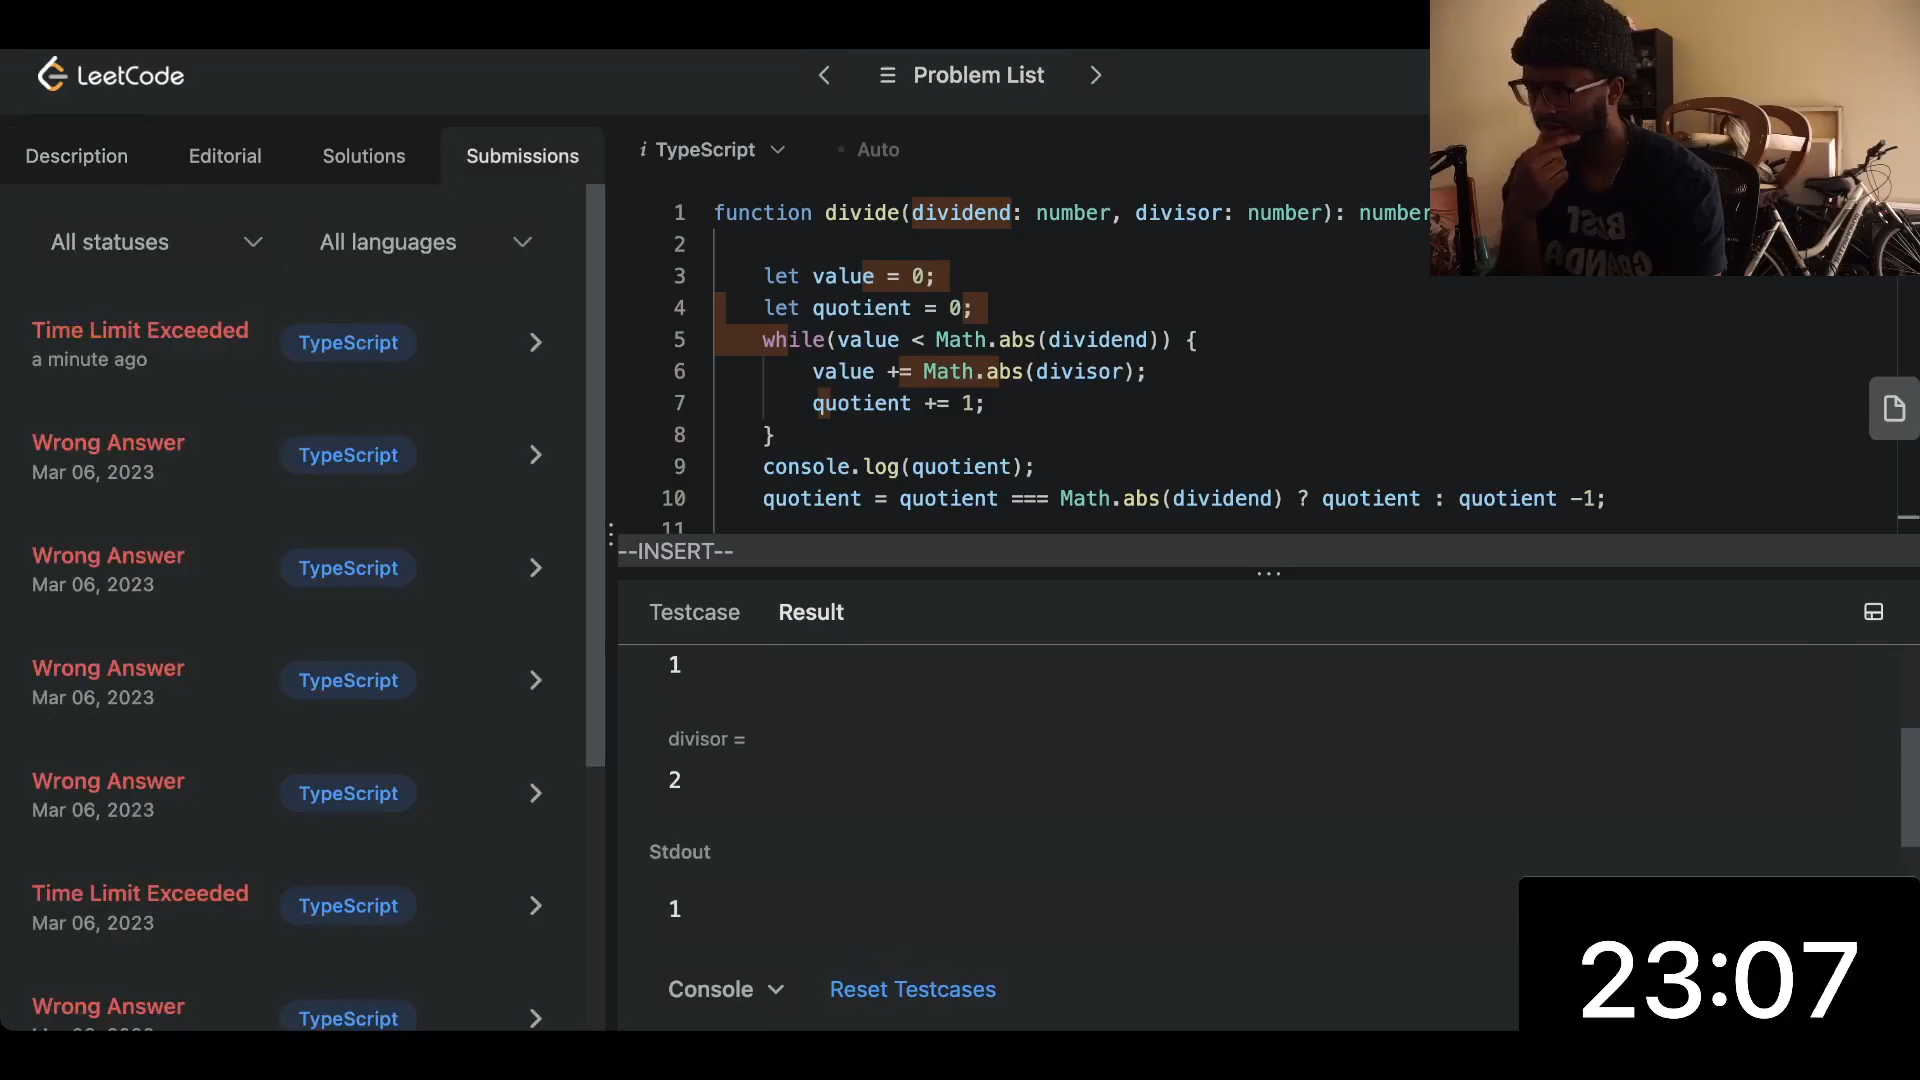 LeetCode
Problem List
Description
Editorial
Solutions
Submissions
All statuses
All languages
Time Limit Exceeded
a minute ago
TypeScript
Wrong Answer
Mar 06, 2023
TypeScript
Wrong Answer
Mar 06, 2023
TypeScript
Wrong Answer
Mar 06, 2023
TypeScript
Wrong Answer
Mar 06, 2023
TypeScript
Time Limit Exceeded
Mar 06, 2023
TypeScript
Wrong Answer
TypeScript
i TypeScript
• Auto
1 function divide(dividend: number, divisor: number): number
2
3 let value = 0;
4 let quotient = 0;
5 while(value < Math.abs(dividend)) {
6 value += Math.abs(divisor);
7 quotient += 1;
8 }
9 console.log(quotient);
10 quotient = quotient === Math.abs(dividend) ? quotient : quotient -1;
11
--INSERT--
Testcase
Result
1
divisor =
2
Stdout
1
Console
Reset Testcases
BEST
23:07